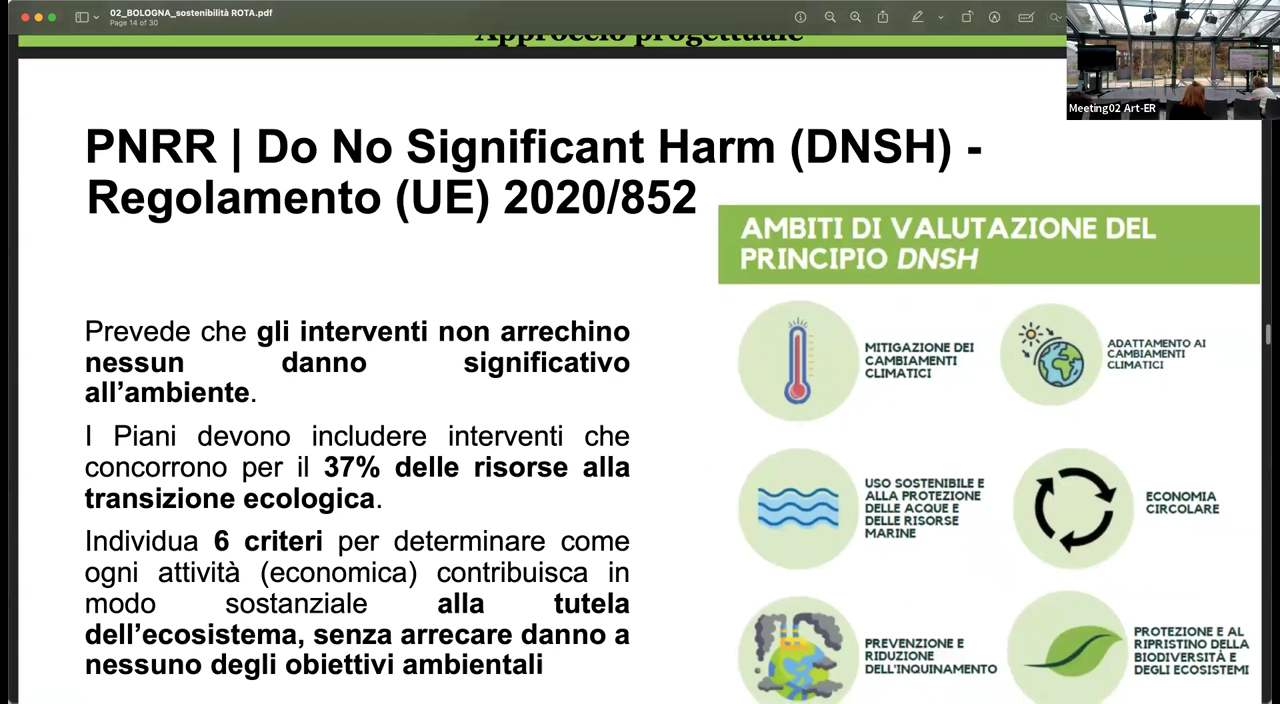 02_BOLOGNA_sostenibilità ROTA.pdf
Page 14 of 30
Approccio progettuale
Meeting02 Art-ER
PNRR | Do No Significant Harm (DNSH) -
Regolamento (UE) 2020/852
Prevede che gli interventi non arrechino
nessun danno significativo
all’ambiente.
I Piani devono includere interventi che
concorrono per il 37% delle risorse alla
transizione ecologica.
Individua 6 criteri per determinare come
ogni attività (economica) contribuisca in
modo sostanziale alla tutela
dell’ecosistema, senza arrecare danno a
nessuno degli obiettivi ambientali
AMBITI DI VALUTAZIONE DEL
PRINCIPIO DNSH
MITIGAZIONE DEI
CAMBIAMENTI
CLIMATICI
ADATTAMENTO AI
CAMBIAMENTI
CLIMATICI
USO SOSTENIBILE E
ALLA PROTEZIONE
DELLE ACQUE E
DELLE RISORSE
MARINE
ECONOMIA
CIRCOLARE
PREVENZIONE E
RIDUZIONE
DELL'INQUINAMENTO
PROTEZIONE E AL
RIPRISTINO DELLA
BIODIVERSITÀ E
DEGLI ECOSISTEMI